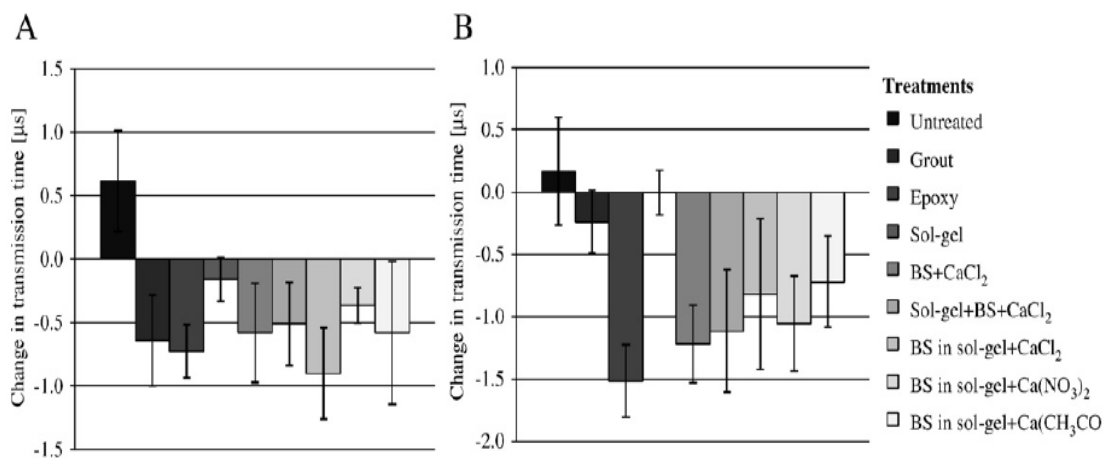 A
Change in transmission time [µs]
1.5
1.0
0.5
0.0
-0.5
-1.0
-1.5
B
Change in transmission time [µs]
1.0
0.5
0.0
-0.5
-1.0
-1.5
-2.0
Treatments
Untreated
Grout
Epoxy
Sol-gel
BS+CaCl₂
Sol-gel+BS+CaCl₂
BS in sol-gel+CaCl₂
BS in sol-gel+Ca(NO₃)₂
BS in sol-gel+Ca(CH₃CO